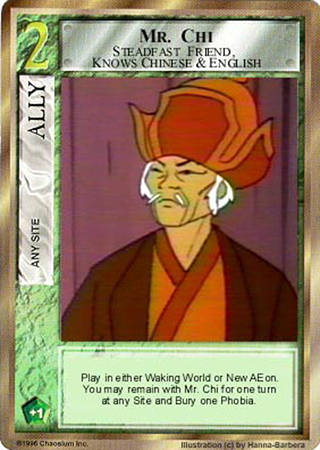 2
MR. CHI
STEADFAST FRIEND,
KNOWS CHINESE & ENGLISH
ALLY
ANY SITE
Play in either Waking World or New AEon.
You may remain with Mr. Chi for one turn
at any Site and Bury one Phobia.
+1
©1996 Chaosium Inc.
Illustration (c) by Hanna-Barbera